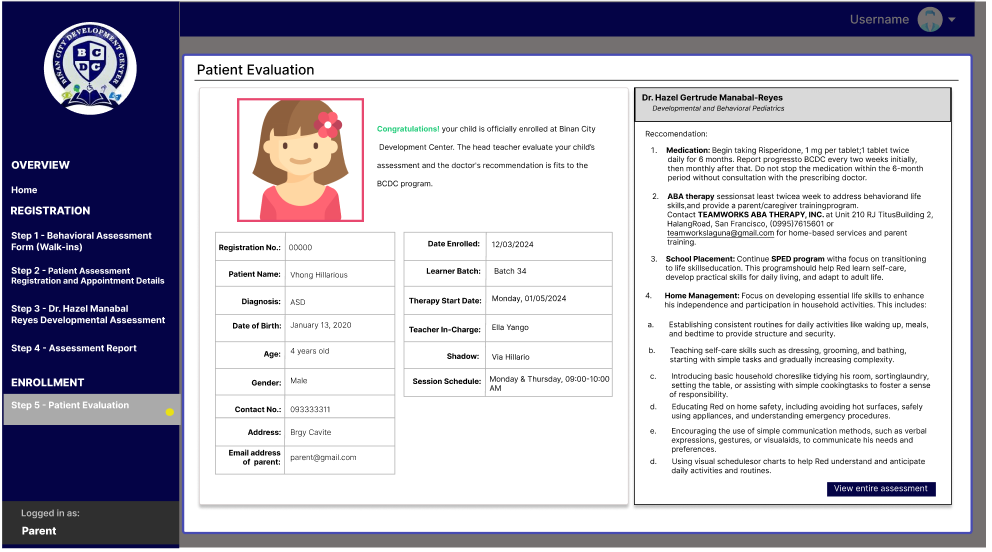 Username
BINAN CITY DEVELOPMENT CENTER
B C
D C
OVERVIEW
Home
REGISTRATION
Step 1 - Behavioral Assessment
Form (Walk-ins)
Step 2 - Patient Assessment
Registration and Appointment Details
Step 3 - Dr. Hazel Manabal
Reyes Developmental Assessment
Step 4 - Assessment Report
ENROLLMENT
Step 5 - Patient Evaluation
Logged in as:
Parent
Patient Evaluation
Congratulations! your child is officially enrolled at Binan City
Development Center. The head teacher evaluate your child's
assessment and the doctor's recommendation is fits to the
BCDC program.
Registration No.: 00000
Patient Name: Vhong Hillarious
Diagnosis: ASD
Date of Birth: January 13, 2020
Age: 4 years old
Gender: Male
Contact No.: 093333311
Address: Brgy Cavite
Email address
of parent: parent@gmail.com
Date Enrolled: 12/03/2024
Learner Batch: Batch 34
Therapy Start Date: Monday, 01/05/2024
Teacher In-Charge: Ella Yango
Shadow: Via Hillario
Session Schedule: Monday & Thursday, 09:00-10:00
AM
Dr. Hazel Gertrude Manabal-Reyes
Developmental and Behavioral Pediatrics
Reccomendation:
1. Medication: Begin taking Risperidone, 1 mg per tablet;1 tablet twice
daily for 6 months. Report progressto BCDC every two weeks initially,
then monthly after that. Do not stop the medication within the 6-month
period without consultation with the prescribing doctor.
2. ABA therapy sessionsat least twicea week to address behaviorand life
skills,and provide a parent/caregiver trainingprogram.
Contact TEAMWORKS ABA THERAPY, INC. at Unit 210 RJ TitusBuilding 2,
HalangRoad, San Francisco, (0995)7615601 or
teamworkslaguna@gmail.com for home-based services and parent
training.
3. School Placement: Continue SPED program witha focus on transitioning
to life skillseducation. This programshould help Red learn self-care,
develop practical skills for daily living, and adapt to adult life.
4. Home Management: Focus on developing essential life skills to enhance
his independence and participation in household activities. This includes:
a. Establishing consistent routines for daily activities like waking up, meals,
and bedtime to provide structure and security.
b. Teaching self-care skills such as dressing, grooming, and bathing,
starting with simple tasks and gradually increasing complexity.
c. Introducing basic household choreslike tidying his room, sortinglaundry,
setting the table, or assisting with simple cookingtasks to foster a sense
of responsibility.
d. Educating Red on home safety, including avoiding hot surfaces, safely
using appliances, and understanding emergency procedures.
e. Encouraging the use of simple communication methods, such as verbal
expressions, gestures, or visualaids, to communicate his needs and
preferences.
d. Using visual schedulesor charts to help Red understand and anticipate
daily activities and routines.
View entire assessment